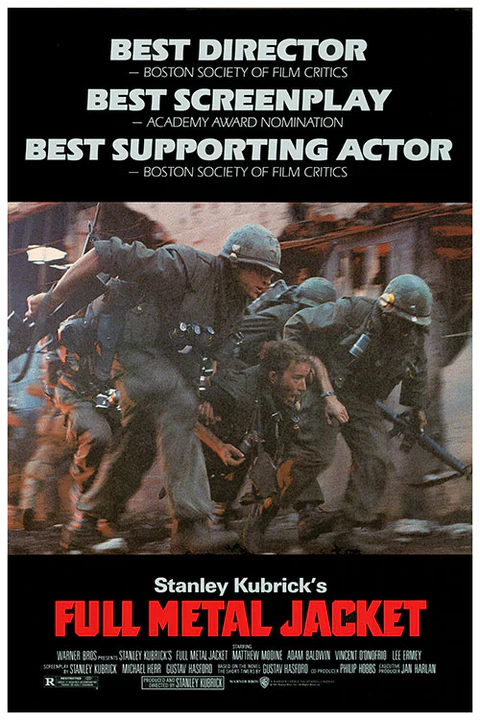 BEST DIRECTOR
— BOSTON SOCIETY OF FILM CRITICS
BEST SCREENPLAY
— ACADEMY AWARD NOMINATION
BEST SUPPORTING ACTOR
— BOSTON SOCIETY OF FILM CRITICS
Stanley Kubrick's
FULL METAL JACKET
STARRING
WARNER BROS PRESENTS STANLEY KUBRICK'S FULL METAL JACKET MATTHEW MODINE ADAM BALDWIN VINCENT D'ONOFRIO LEE ERMEY
SCREENPLAY BY STANLEY KUBRICK MICHAEL HERR GUSTAV HASFORD BASED ON THE NOVEL THE SHORT-TIMERS BY GUSTAV HASFORD CO PRODUCER PHILIP HOBBS EXECUTIVE PRODUCER JAN HARLAN
R RESTRICTED PRODUCED AND DIRECTED BY STANLEY KUBRICK WARNER BROS